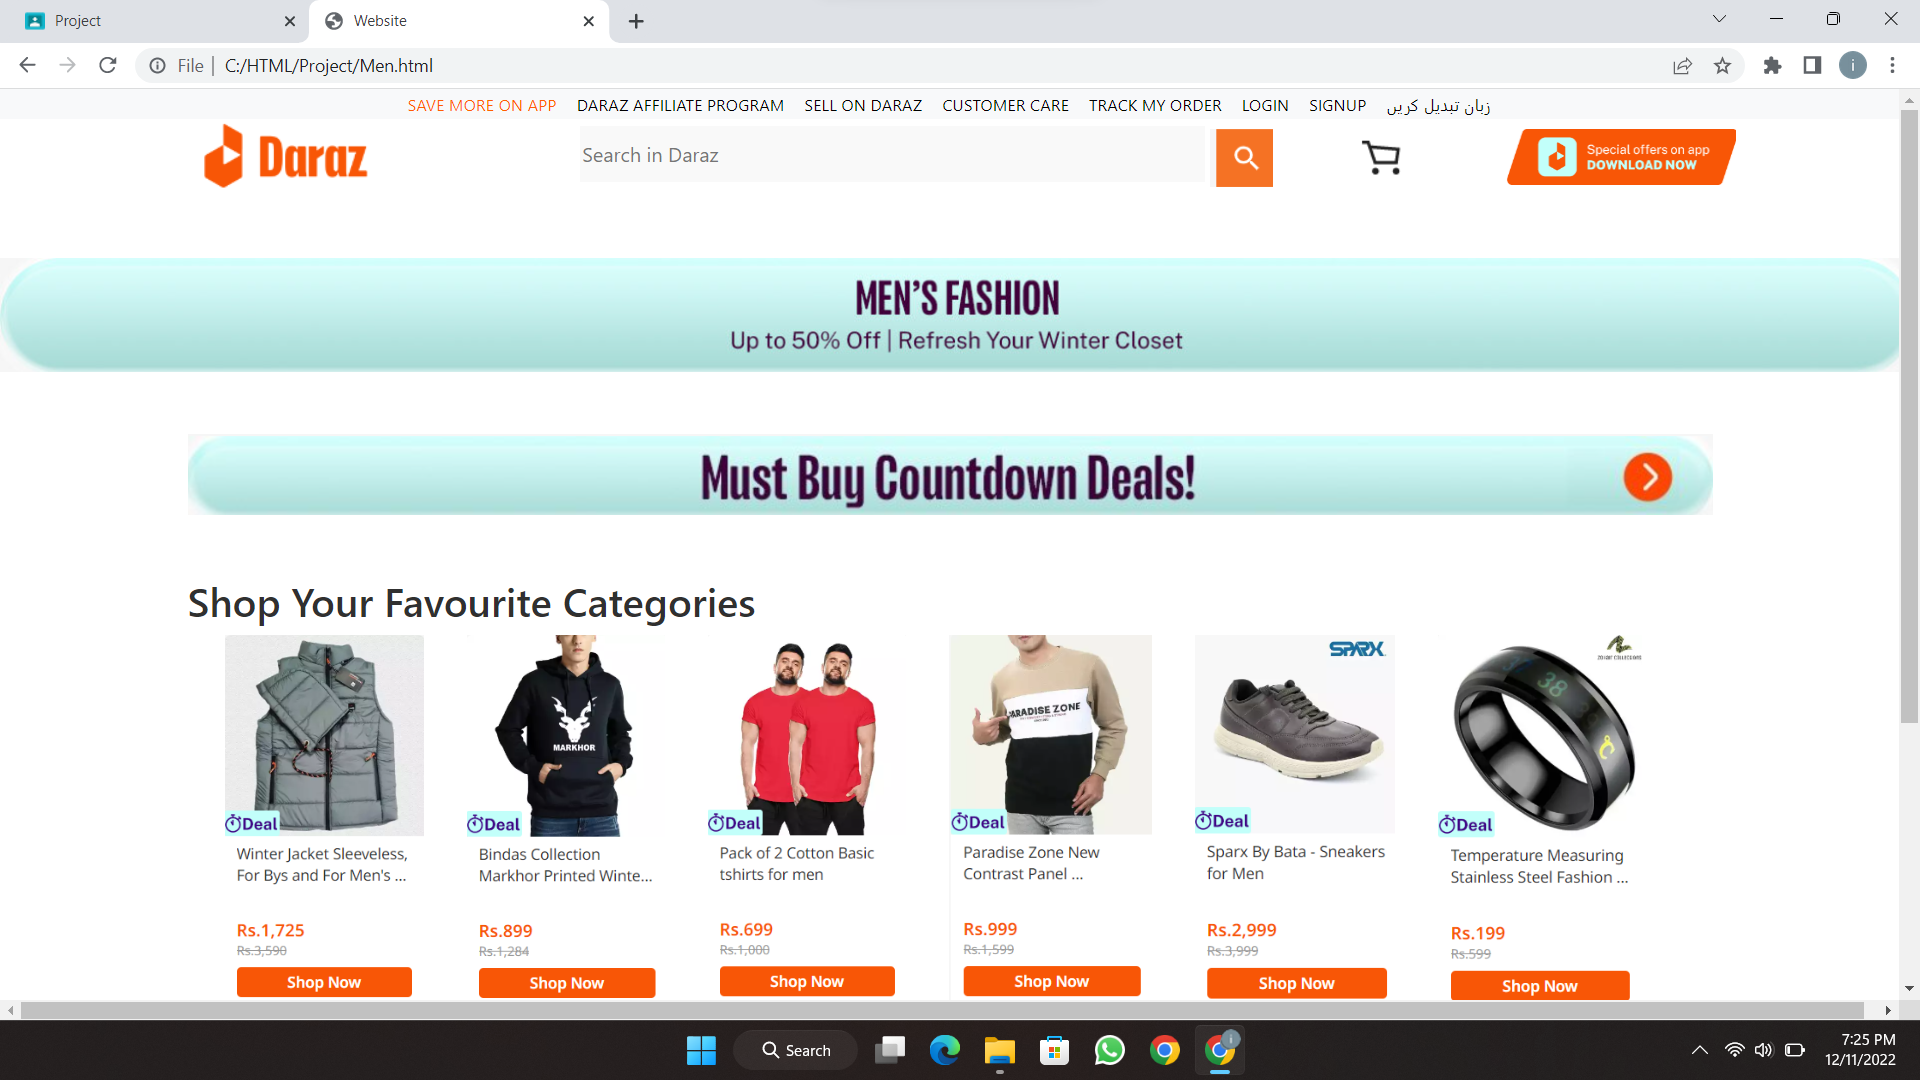 Project
Website
File
C:/HTML/Project/Men.html
i
SAVE MORE ON APP DARAZ AFFILIATE PROGRAM SELL ON DARAZ CUSTOMER CARE TRACK MY ORDER LOGIN SIGNUP زبان تبدیل کریں
Daraz
Search in Daraz
Special offers on app
DOWNLOAD NOW
MEN'S FASHION
Up to 50% Off | Refresh Your Winter Closet
Must Buy Countdown Deals!
Shop Your Favourite Categories
MARKHOR
PARADISE ZONE
SPARX
38
Deal
Deal
Deal
Deal
Deal
Deal
Winter Jacket Sleeveless,
For Bys and For Men's ...
Rs.1,725
Rs.3,590
Shop Now
Bindas Collection
Markhor Printed Winte...
Rs.899
Rs.1,284
Shop Now
Pack of 2 Cotton Basic
tshirts for men
Rs.699
Rs.1,000
Shop Now
Paradise Zone New
Contrast Panel ...
Rs.999
Rs.1,599
Shop Now
Sparx By Bata - Sneakers
for Men
Rs.2,999
Rs.3,999
Shop Now
Temperature Measuring
Stainless Steel Fashion ...
Rs.199
Rs.599
Shop Now
Search
7:25 PM
12/11/2022